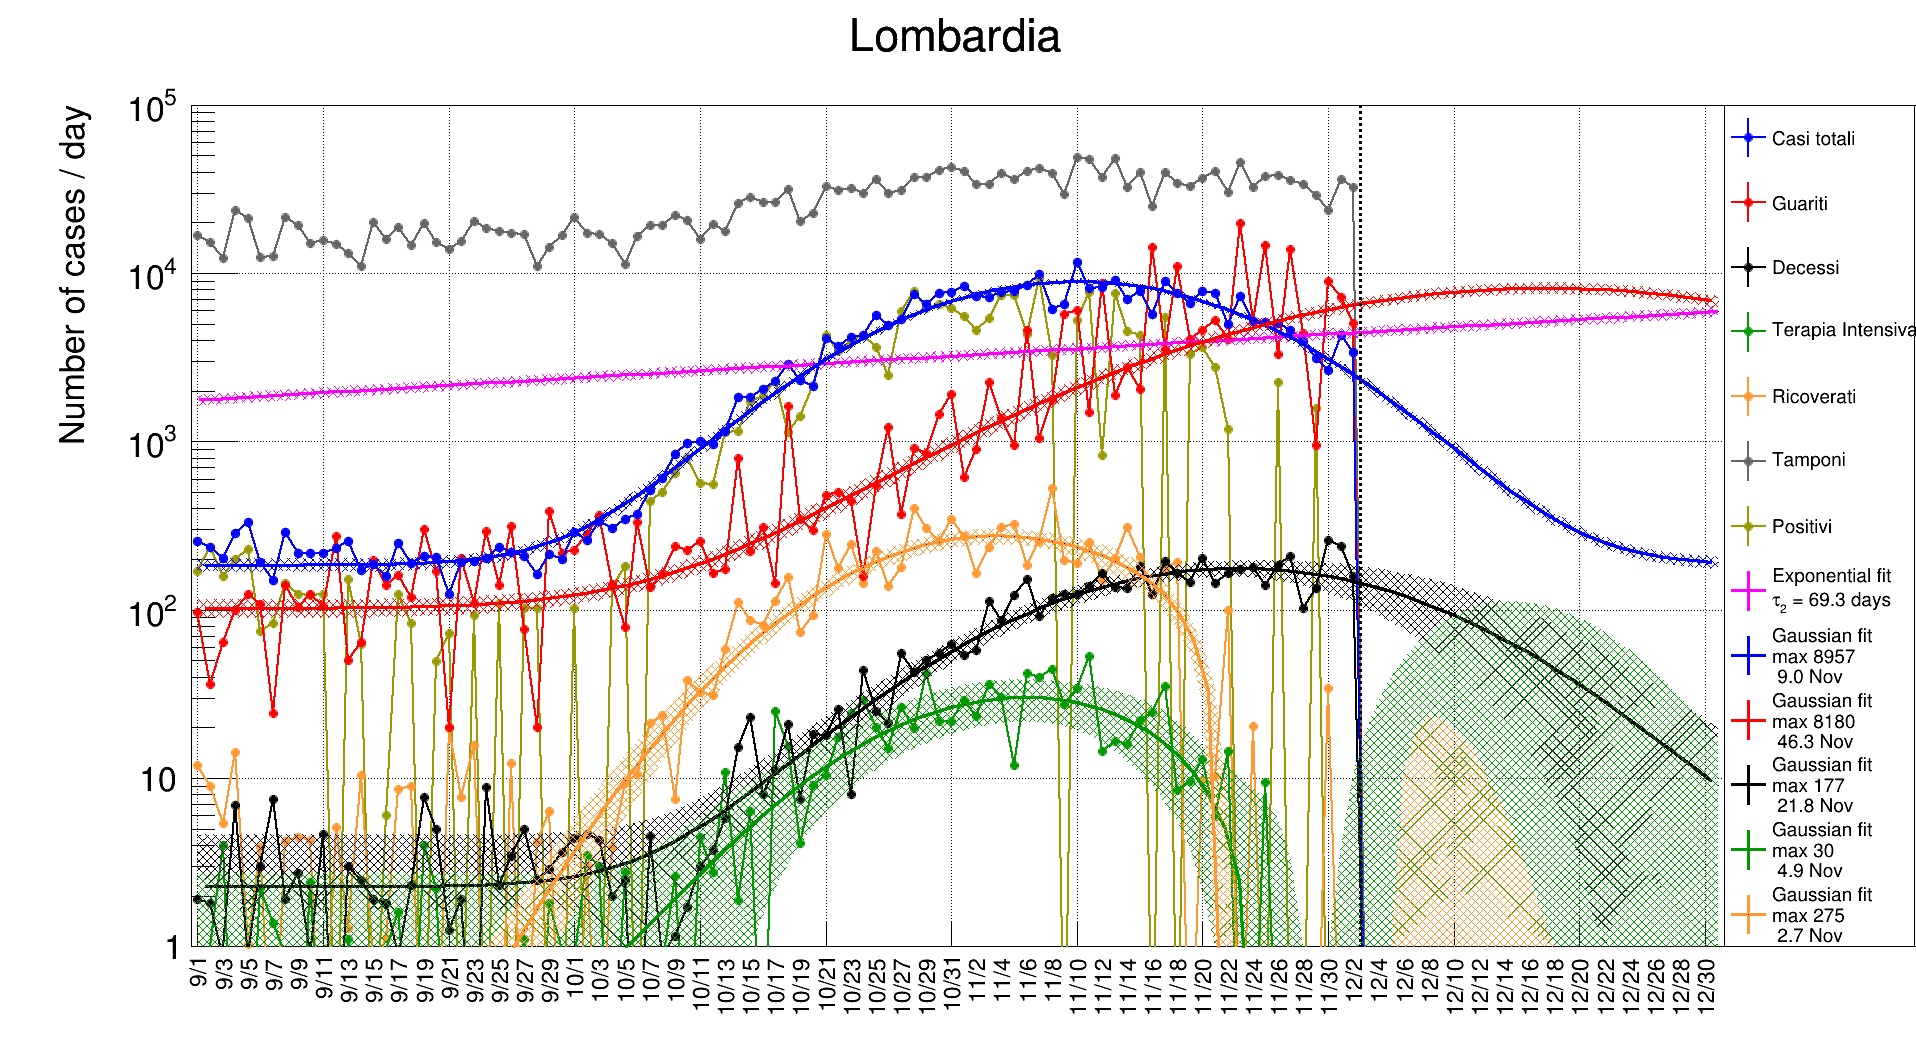 Lombardia
Number of cases / day
10^5
10^4
10^3
10^2
10
1
9/1
9/3
9/5
9/7
9/9
9/11
9/13
9/15
9/17
9/19
9/21
9/23
9/25
9/27
9/29
10/1
10/3
10/5
10/7
10/9
10/11
10/13
10/15
10/17
10/19
10/21
10/23
10/25
10/27
10/29
10/31
11/2
11/4
11/6
11/8
11/10
11/12
11/14
11/16
11/18
11/20
11/22
11/24
11/26
11/28
11/30
12/2
12/4
12/6
12/8
12/10
12/12
12/14
12/16
12/18
12/20
12/22
12/24
12/26
12/28
12/30
Casi totali
Guariti
Decessi
Terapia Intensiva
Ricoverati
Tamponi
Positivi
Exponential fit
τ₂ = 69.3 days
Gaussian fit
max 8957
9.0 Nov
Gaussian fit
max 8180
46.3 Nov
Gaussian fit
max 177
21.8 Nov
Gaussian fit
max 30
4.9 Nov
Gaussian fit
max 275
2.7 Nov